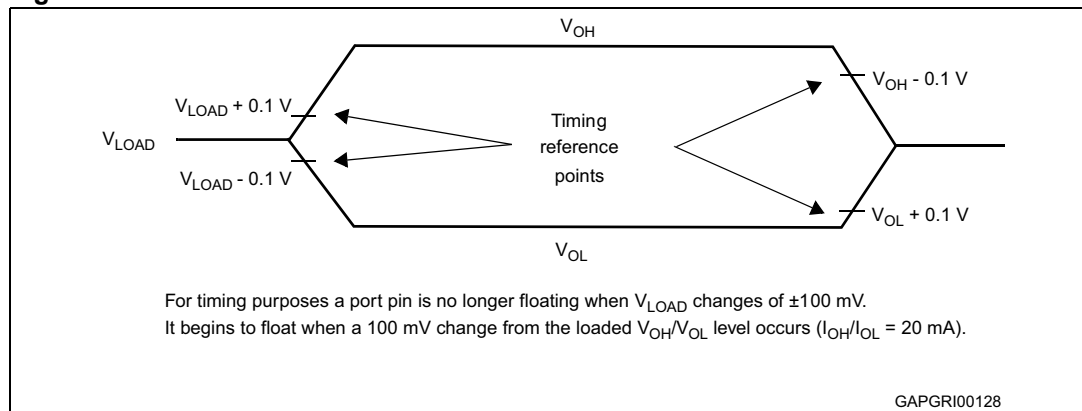 V_OH
V_LOAD + 0.1 V
V_OH - 0.1 V
V_LOAD
Timing
reference
points
V_LOAD - 0.1 V
V_OL + 0.1 V
V_OL
For timing purposes a port pin is no longer floating when V_LOAD changes of ±100 mV.
It begins to float when a 100 mV change from the loaded V_OH/V_OL level occurs (I_OH/I_OL = 20 mA).
GAPGRI00128